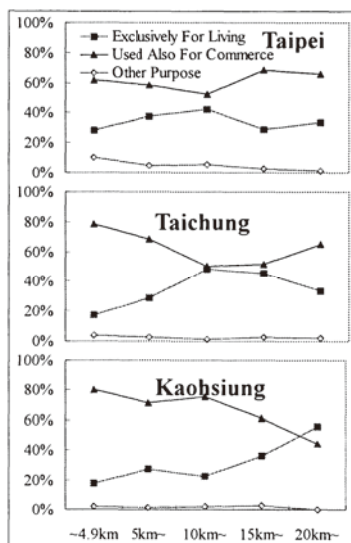 100%
80%
60%
40%
20%
0%
Exclusively For Living
Used Also For Commerce
Other Purpose
Taipei
100%
80%
60%
40%
20%
0%
Taichung
100%
80%
60%
40%
20%
0%
Kaohsiung
~4.9km 5km~ 10km~ 15km~ 20km~